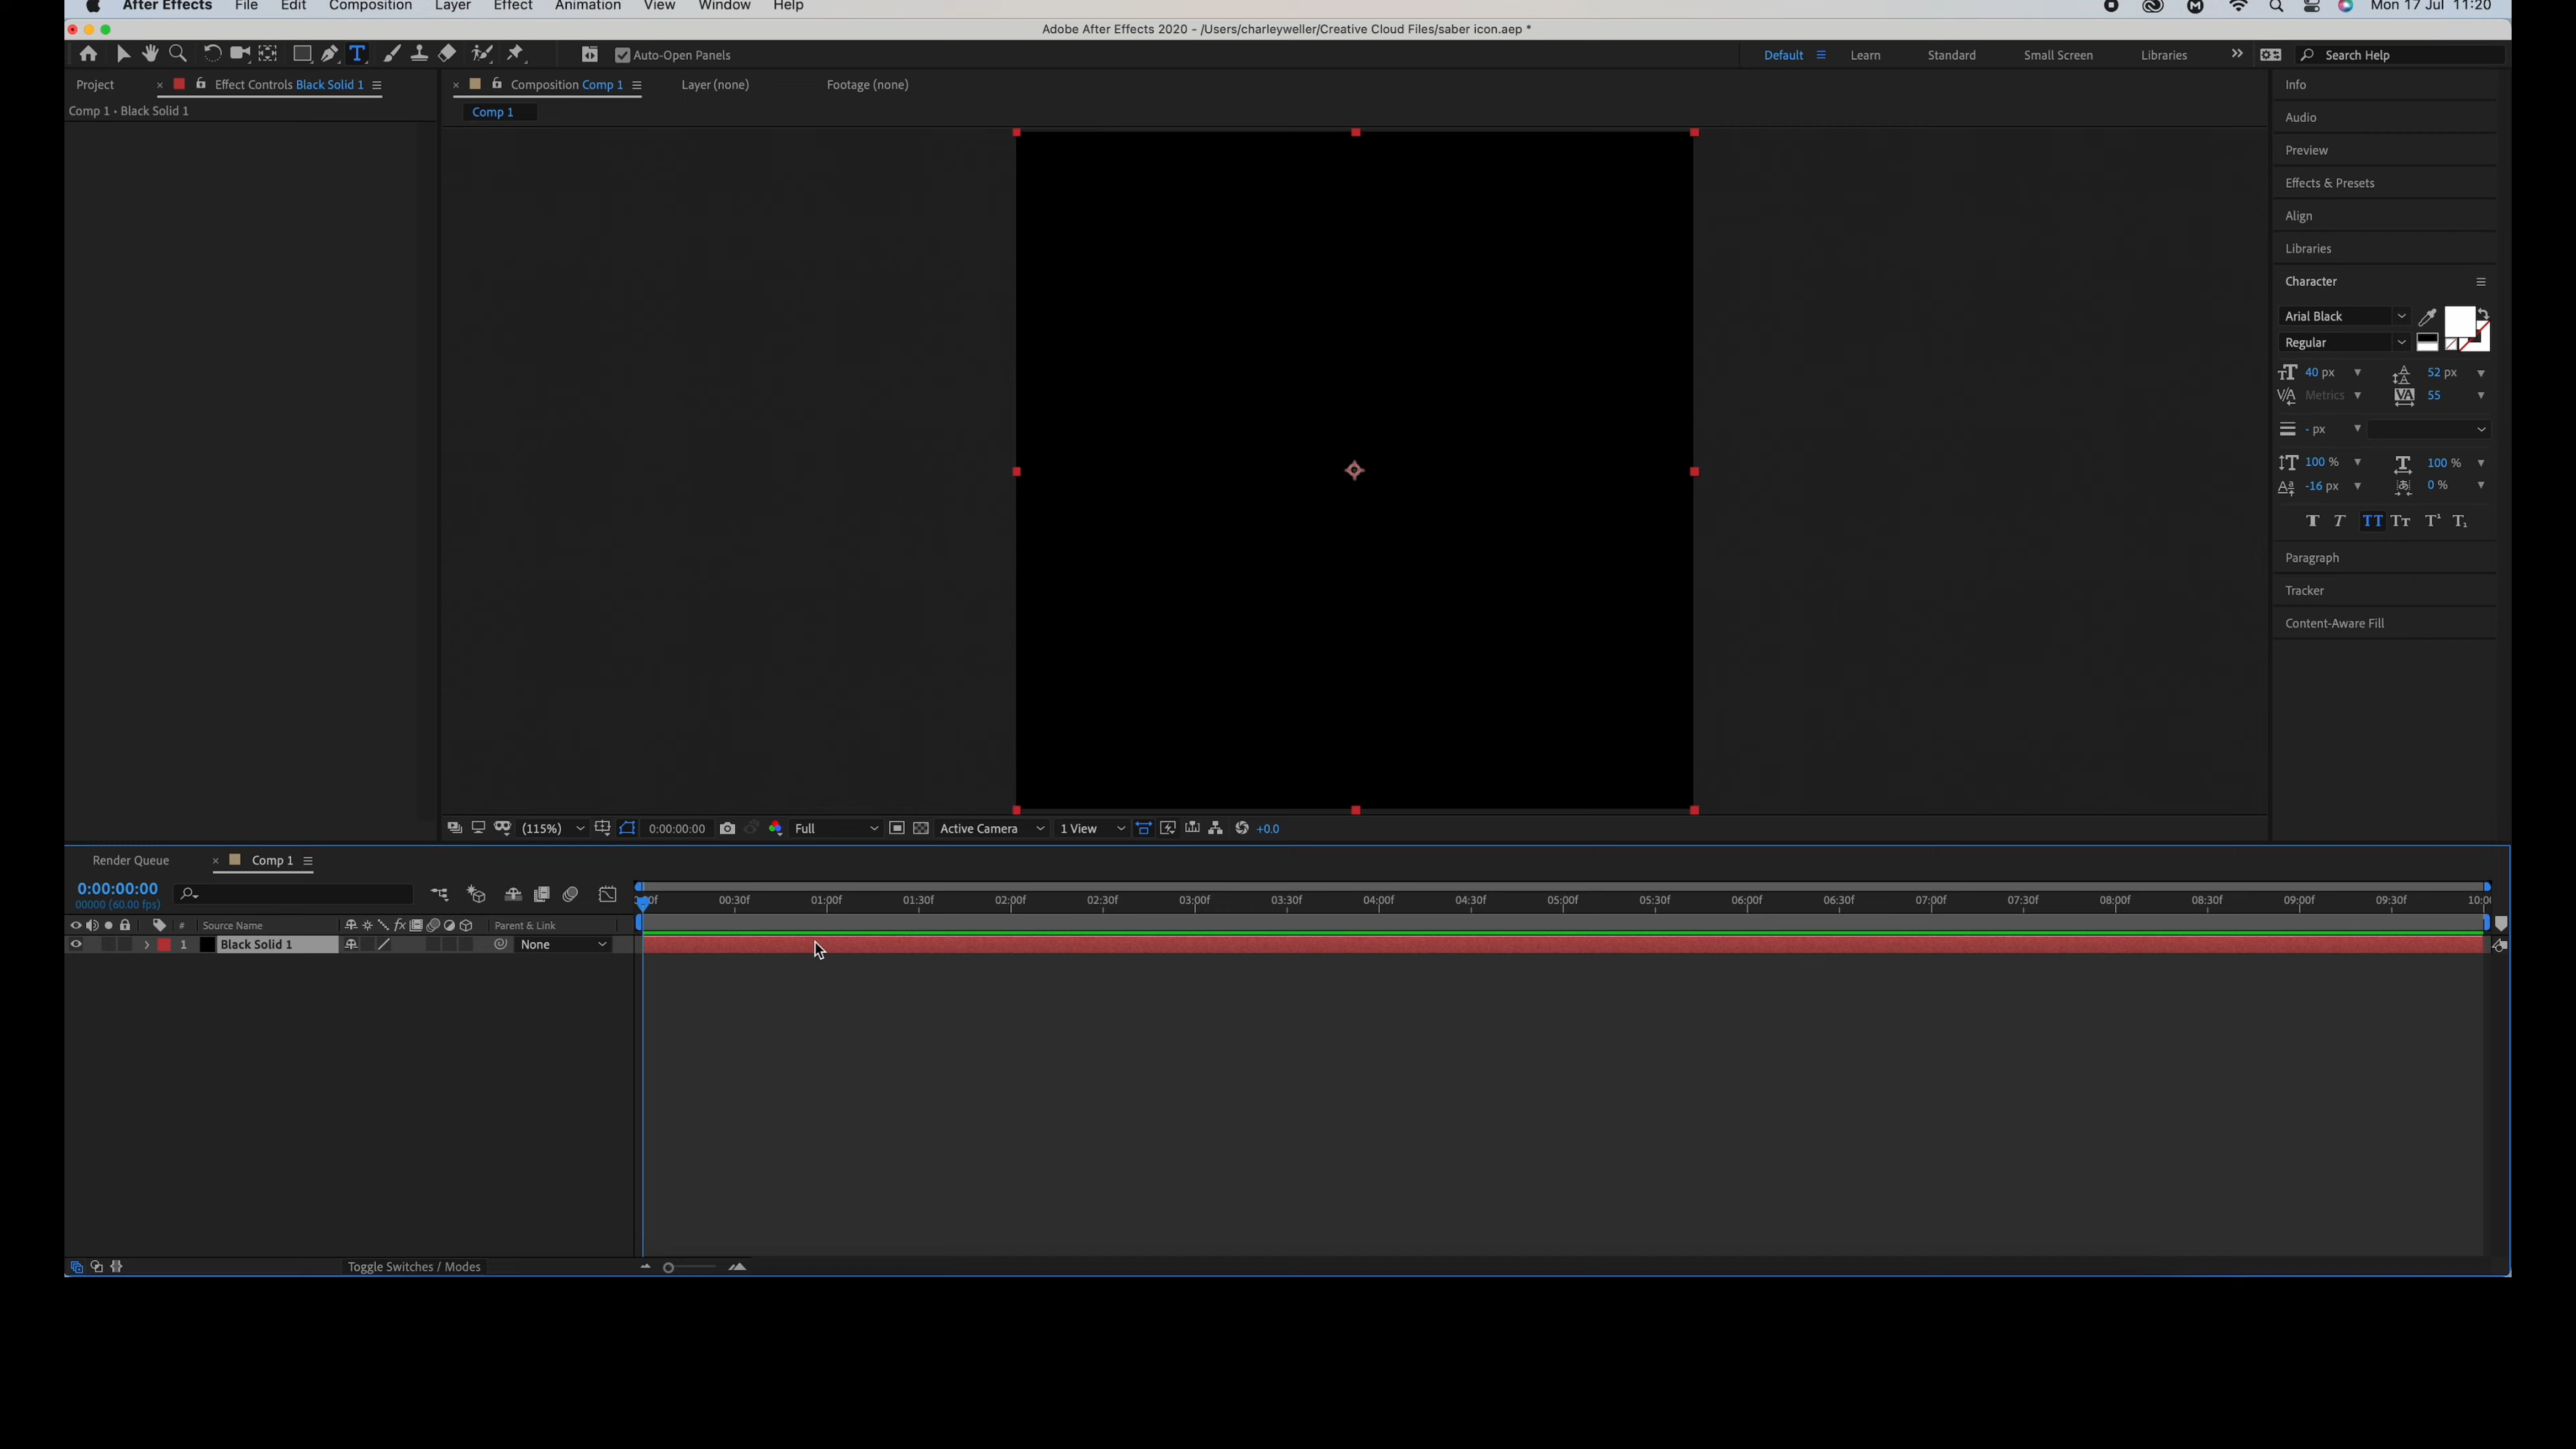 After Effects File Edit Composition Layer Effect Animation View Window Help Mon 17 Jul 11:20
Adobe After Effects 2020 - /Users/charleyweller/Creative Cloud Files/saber icon.aep *
Auto-Open Panels Default Learn Standard Small Screen Libraries Search Help
Project Effect Controls Black Solid 1 Composition Comp 1 Layer (none) Footage (none)
Comp 1 • Black Solid 1
Comp 1
Info
Audio
Preview
Effects & Presets
Align
Libraries
Character
Arial Black
Regular
40 px 52 px
Metrics 55
- px
100 % 100 %
-16 px 0 %
Paragraph
Tracker
Content-Aware Fill
(115%) 0:00:00:00 Full Active Camera 1 View +0.0
Render Queue Comp 1
0:00:00:00
00000 (60.00 fps)
00:30f 01:00f 01:30f 02:00f 02:30f 03:00f 03:30f 04:00f 04:30f 05:00f 05:30f 06:00f 06:30f 07:00f 07:30f 08:00f 08:30f 09:00f 09:30f
# Source Name Parent & Link
1 Black Solid 1 None
Toggle Switches / Modes